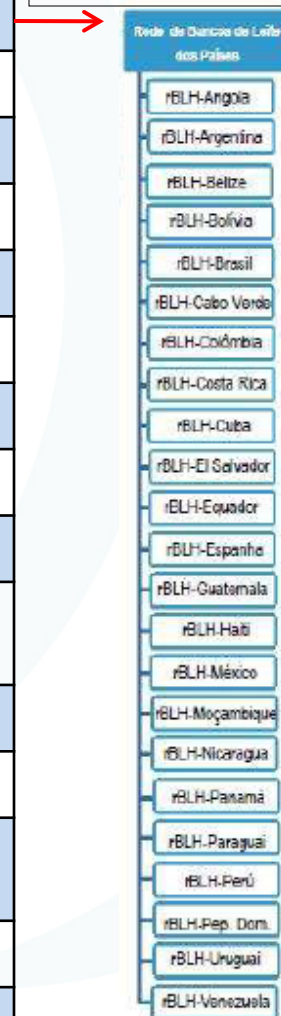 Rede de Bancos de Leite
dos Países
rBLH-Angola
rBLH-Argentina
rBLH-Belize
rBLH-Bolívia
rBLH-Brasil
rBLH-Cabo Verde
rBLH-Colômbia
rBLH-Costa Rica
rBLH-Cuba
rBLH-El Salvador
rBLH-Equador
rBLH-Espanha
rBLH-Guatemala
rBLH-Haiti
rBLH-México
rBLH-Moçambique
rBLH-Nicaragua
rBLH-Panamá
rBLH-Paraguai
rBLH-Perú
rBLH-Pep. Dom.
rBLH-Uruguai
rBLH-Venezuela